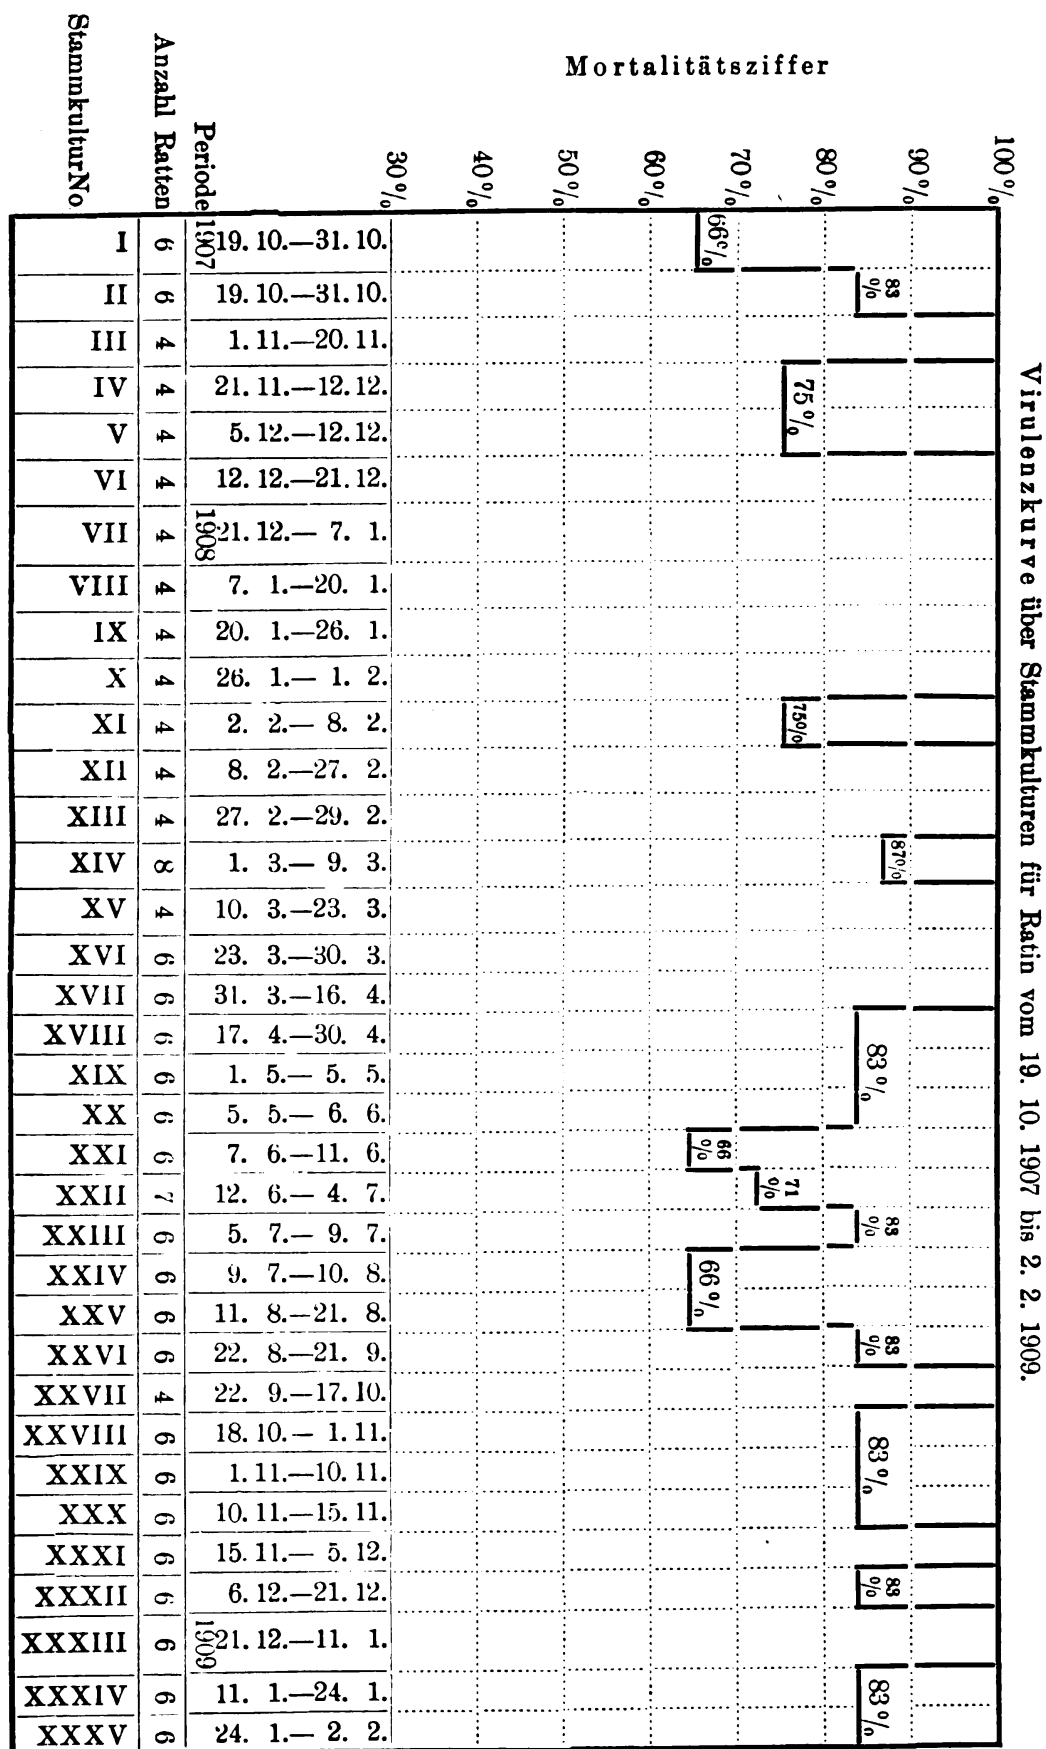 Virulenzkurve über Stammkulturen für Ratin vom 19. 10. 1907 bis 2. 2. 1909.
Mortalitätsziffer
100%
90%
80%
70%
60%
50%
40%
30%
StammkulturNo Anzahl Ratten Periode
I 6 1907 19. 10.—31. 10. 66%
II 6 19. 10.—31. 10. 83%
III 4 1. 11.—20. 11.
IV 4 21. 11.—12. 12. 75%
V 4 5. 12.—12. 12.
VI 4 12. 12.—21. 12.
VII 4 1908 21. 12.— 7. 1.
VIII 4 7. 1.—20. 1.
IX 4 20. 1.—26. 1.
X 4 26. 1.— 1. 2.
XI 4 2. 2.— 8. 2. 75%
XII 4 8. 2.—27. 2.
XIII 4 27. 2.—29. 2.
XIV 8 1. 3.— 9. 3. 87%
XV 4 10. 3.—23. 3.
XVI 6 23. 3.—30. 3.
XVII 6 31. 3.—16. 4.
XVIII 6 17. 4.—30. 4.
XIX 6 1. 5.— 5. 5. 83%
XX 6 5. 5.— 6. 6.
XXI 6 7. 6.—11. 6. 66%
XXII 7 12. 6.— 4. 7. 71%
XXIII 6 5. 7.— 9. 7. 83%
XXIV 6 9. 7.—10. 8. 66%
XXV 6 11. 8.—21. 8.
XXVI 6 22. 8.—21. 9. 83%
XXVII 4 22. 9.—17. 10.
XXVIII 6 18. 10.— 1. 11.
XXIX 6 1. 11.—10. 11. 83%
XXX 6 10. 11.—15. 11.
XXXI 6 15. 11.— 5. 12.
XXXII 6 6. 12.—21. 12. 83%
XXXIII 6 1909 21. 12.—11. 1.
XXXIV 6 11. 1.—24. 1. 83%
XXXV 6 24. 1.— 2. 2.